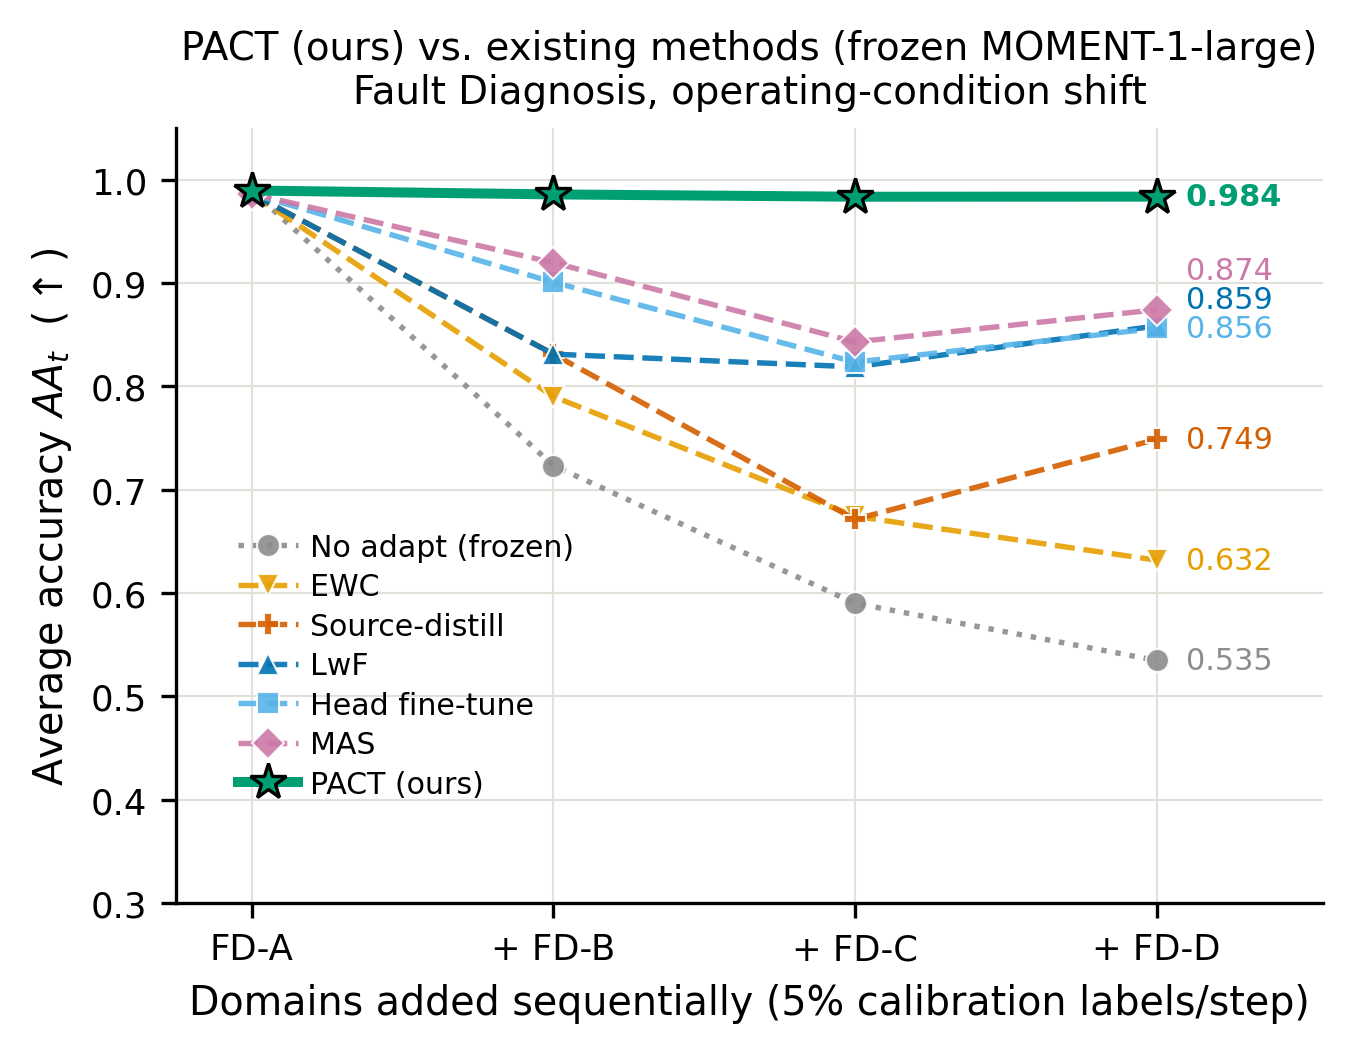 PACT (ours) vs. existing methods (frozen MOMENT-1-large)
Fault Diagnosis, operating-condition shift
Average accuracy AAₜ (↑)
1.0
0.9
0.8
0.7
0.6
0.5
0.4
0.3
0.984
0.874
0.859
0.856
0.749
0.632
0.535
No adapt (frozen)
EWC
Source-distill
LwF
Head fine-tune
MAS
PACT (ours)
FD-A
+ FD-B
+ FD-C
+ FD-D
Domains added sequentially (5% calibration labels/step)